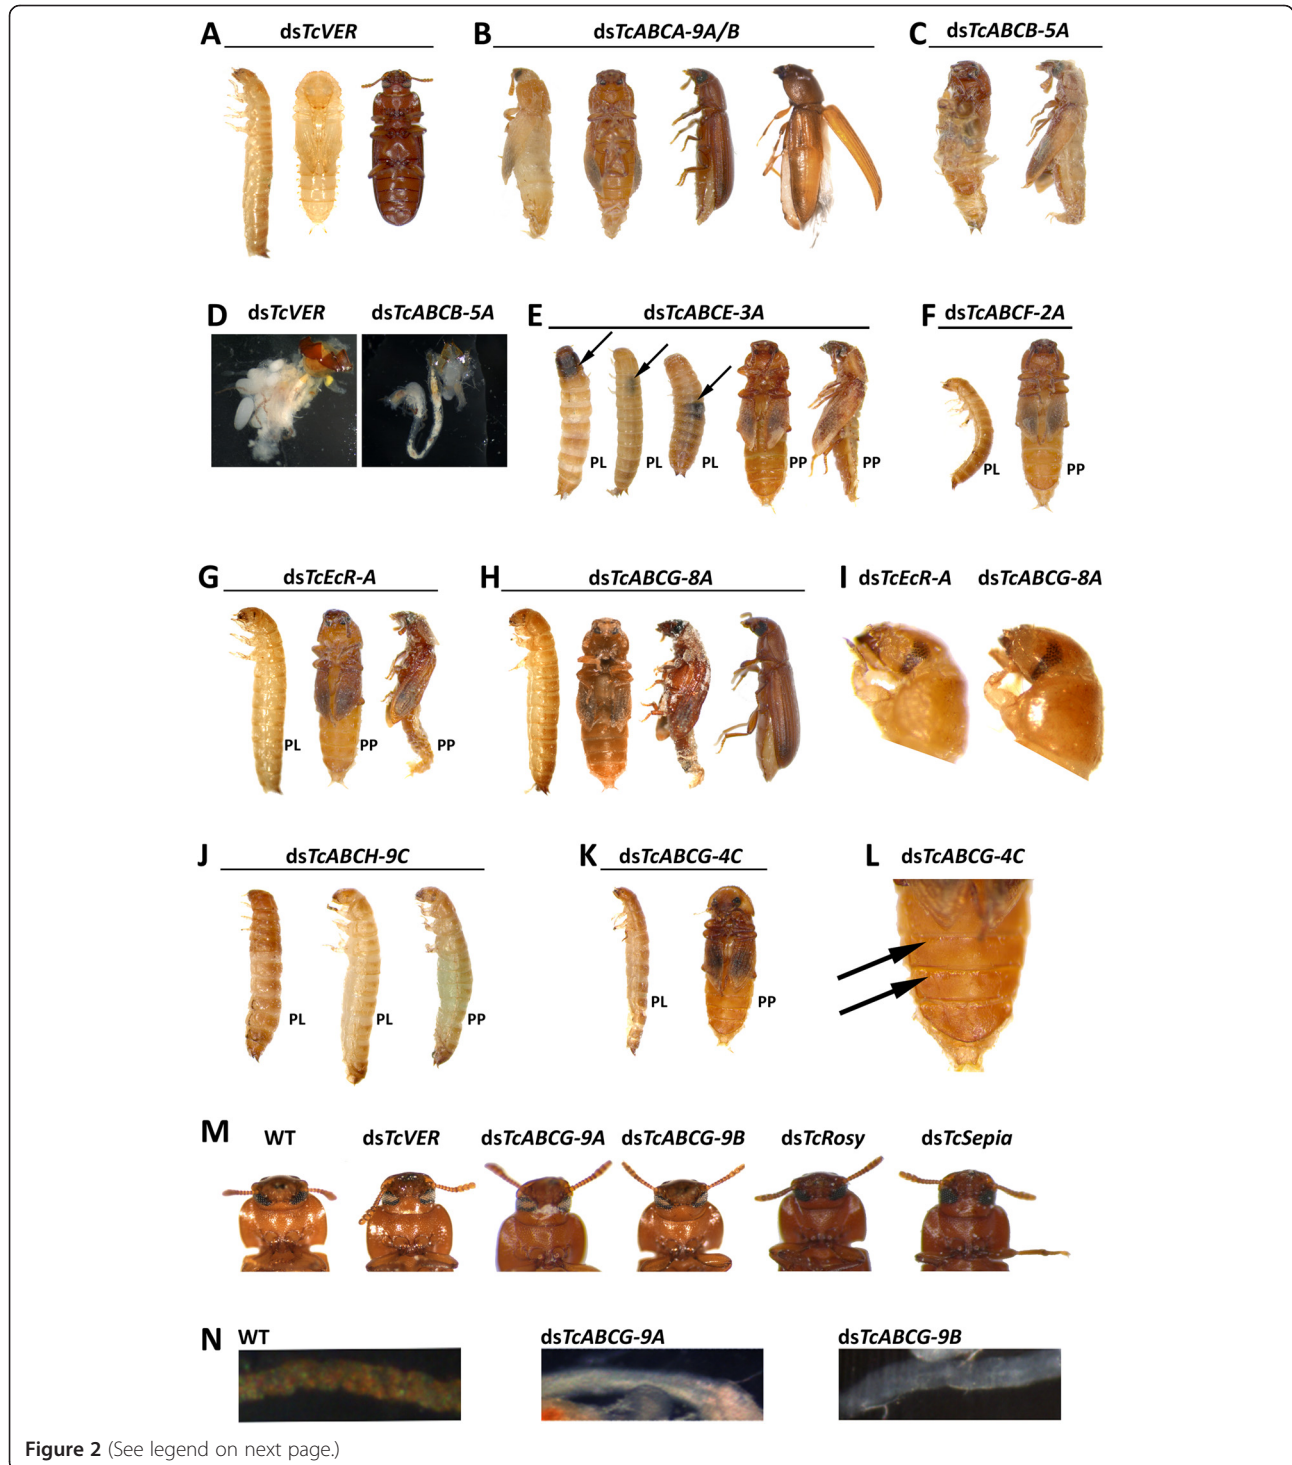 A dsTcVER
B dsTcABCA-9A/B
C dsTcABCB-5A
D dsTcVER dsTcABCB-5A
E dsTcABCE-3A
PL PL PL PP PP
F dsTcABCF-2A
PL PP
G dsTcEcR-A
PL PP PP
H dsTcABCG-8A
I dsTcEcR-A dsTcABCG-8A
J dsTcABCH-9C
PL PL PP
K dsTcABCG-4C
PL PP
L dsTcABCG-4C
M WT dsTcVER dsTcABCG-9A dsTcABCG-9B dsTcRosy dsTcSepia
N WT dsTcABCG-9A dsTcABCG-9B
Figure 2 (See legend on next page.)